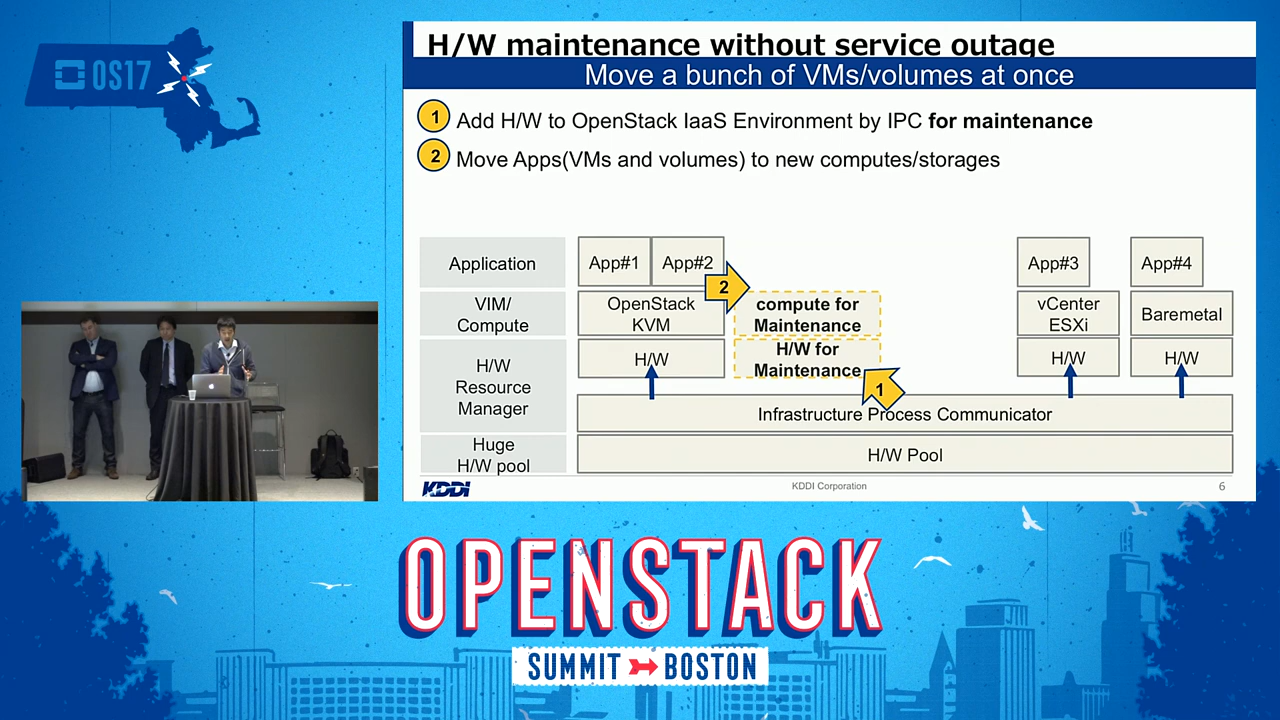 OS17
H/W maintenance without service outage
Move a bunch of VMs/volumes at once
1 Add H/W to OpenStack IaaS Environment by IPC for maintenance
2 Move Apps(VMs and volumes) to new computes/storages
Application
App#1
App#2
App#3
App#4
2
VIM/
Compute
OpenStack
KVM
compute for
Maintenance
vCenter
ESXi
Baremetal
H/W
Resource
Manager
H/W
H/W for
Maintenance
H/W
H/W
1
Infrastructure Process Communicator
Huge
H/W pool
H/W Pool
KDDI
KDDI Corporation
6
OPENSTACK
SUMMIT BOSTON